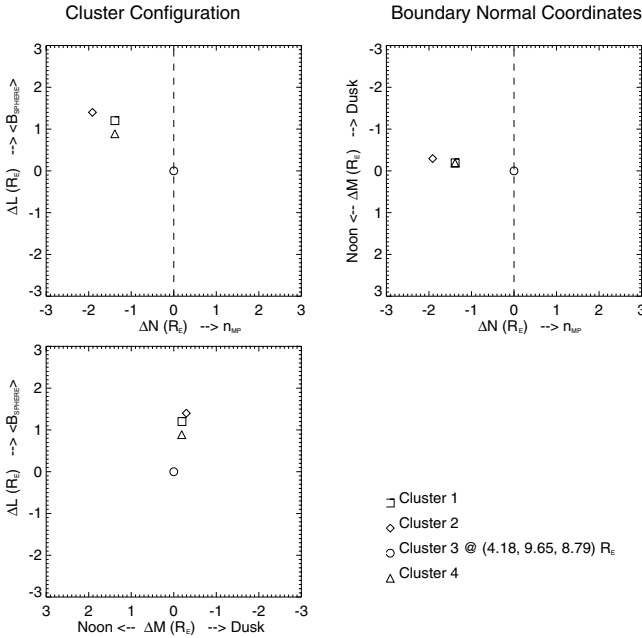 Cluster Configuration
Boundary Normal Coordinates
3
2
1
0
-1
-2
-3
ΔL (R_E) --> <B_SPHERE>
-3 -2 -1 0 1 2 3
ΔN (R_E) --> n_MP
-3
-2
-1
0
1
2
3
Noon <-- ΔM (R_E) --> Dusk
-3 -2 -1 0 1 2 3
ΔN (R_E) --> n_MP
3
2
1
0
-1
-2
-3
ΔL (R_E) --> <B_SPHERE>
3 2 1 0 -1 -2 -3
Noon <-- ΔM (R_E) --> Dusk
Cluster 1
Cluster 2
Cluster 3 @ (4.18, 9.65, 8.79) R_E
Cluster 4